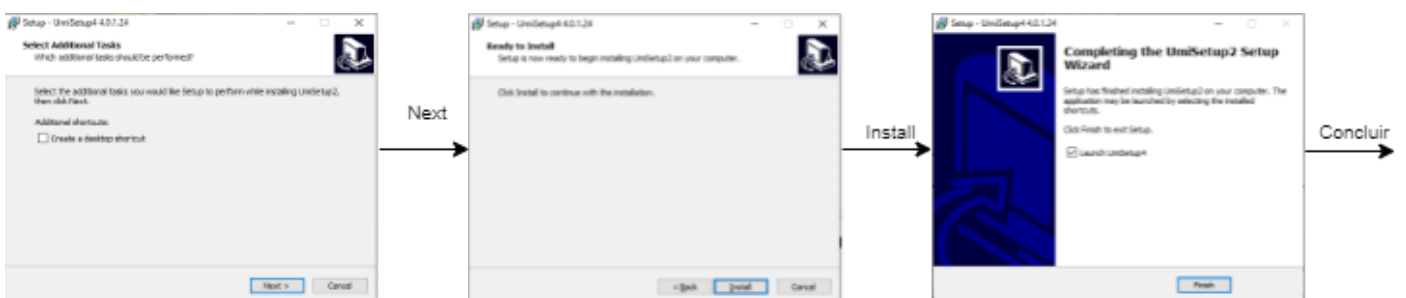 Setup - UmiSetup4 4.0.1.24
Select Additional Tasks
Which additional tasks should be performed?
Select the additional tasks you would like Setup to perform while installing UmiSetup2,
then click Next.
Additional shortcuts:
Create a desktop shortcut
Next >
Cancel
Next
Setup - UmiSetup4 4.0.1.24
Ready to Install
Setup is now ready to begin installing UmiSetup2 on your computer.
Click Install to continue with the installation.
< Back
Install
Cancel
Install
Setup - UmiSetup4 4.0.1.24
Completing the UmiSetup2 Setup
Wizard
Setup has finished installing UmiSetup2 on your computer. The
application may be launched by selecting the installed
shortcuts.
Click Finish to exit Setup.
Launch UmiSetup4
Finish
Concluir